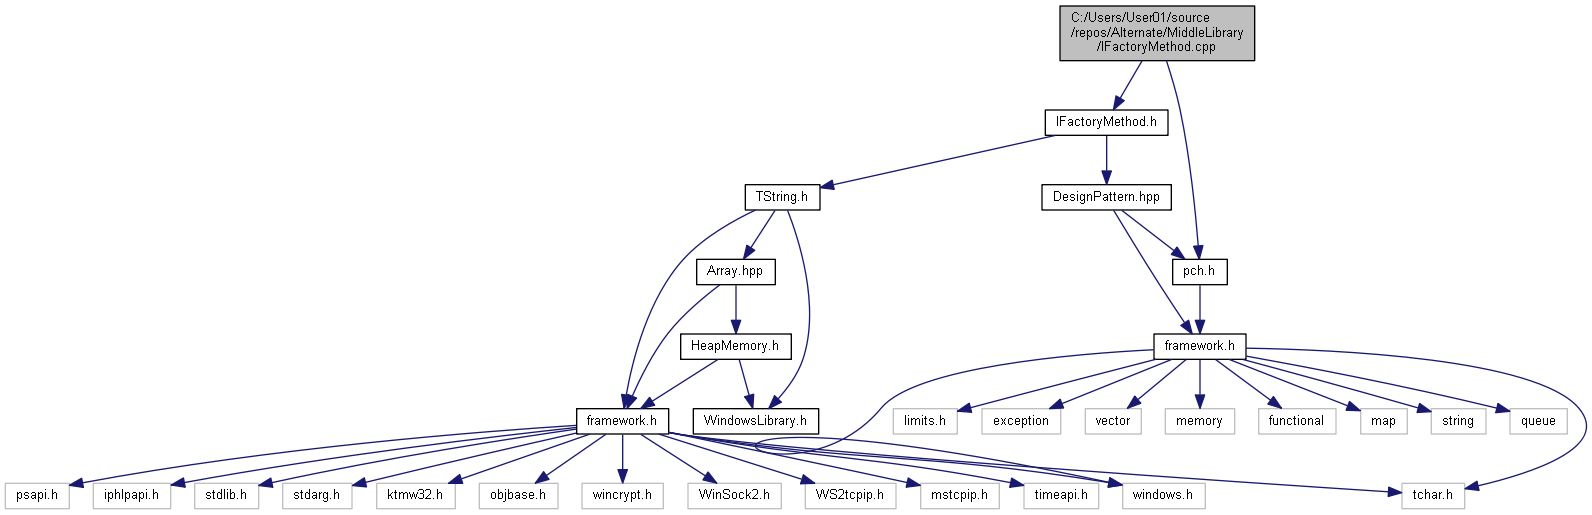 C:/Users/User01/source
/repos/Alternate/MiddleLibrary
/IFactoryMethod.cpp
IFactoryMethod.h
TString.h
DesignPattern.hpp
Array.hpp
pch.h
HeapMemory.h
framework.h
framework.h
WindowsLibrary.h
limits.h
exception
vector
memory
functional
map
string
queue
psapi.h
iphlpapi.h
stdlib.h
stdarg.h
ktmw32.h
objbase.h
wincrypt.h
WinSock2.h
WS2tcpip.h
mstcpip.h
timeapi.h
windows.h
tchar.h